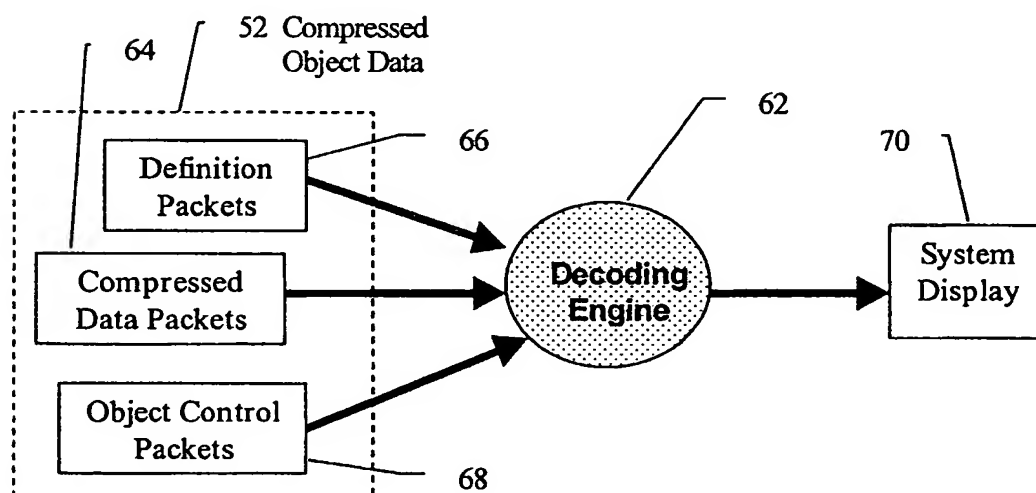 52 Compressed
Object Data
64
62
66
70
Definition
Packets
System
Display
Compressed
Data Packets
Decoding
Engine
Object Control
Packets
68